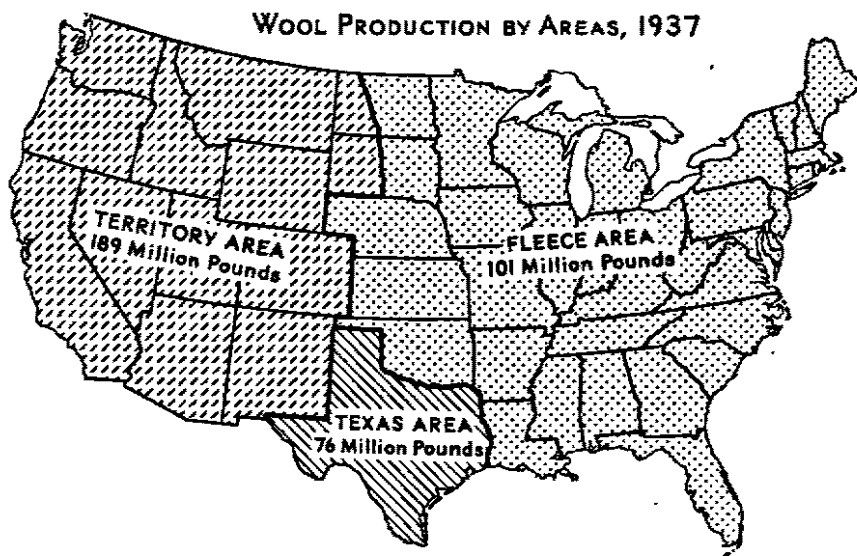 WOOL PRODUCTION BY AREAS, 1937
TERRITORY AREA
189 Million Pounds
FLEECE AREA
101 Million Pounds
TEXAS AREA
76 Million Pounds